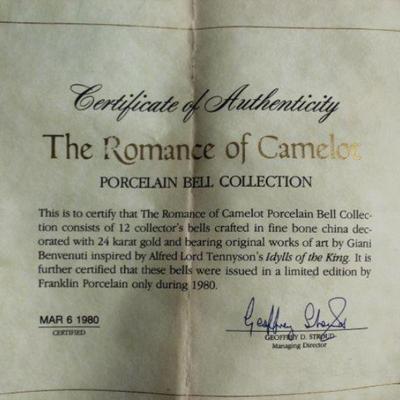 Certificate of Authenticity
The Romance of Camelot
PORCELAIN BELL COLLECTION
This is to certify that The Romance of Camelot Porcelain Bell Collec-
tion consists of 12 collector's bells crafted in fine bone china dec-
orated with 24 karat gold and bearing original works of art by Giani
Benvenuti inspired by Alfred Lord Tennyson's Idylls of the King. It is
further certified that these bells were issued in a limited edition by
Franklin Porcelain only during 1980.
MAR 6 1980
CERTIFIED
Geoffrey Stroud
GEOFFREY D. STROUD
Managing Director